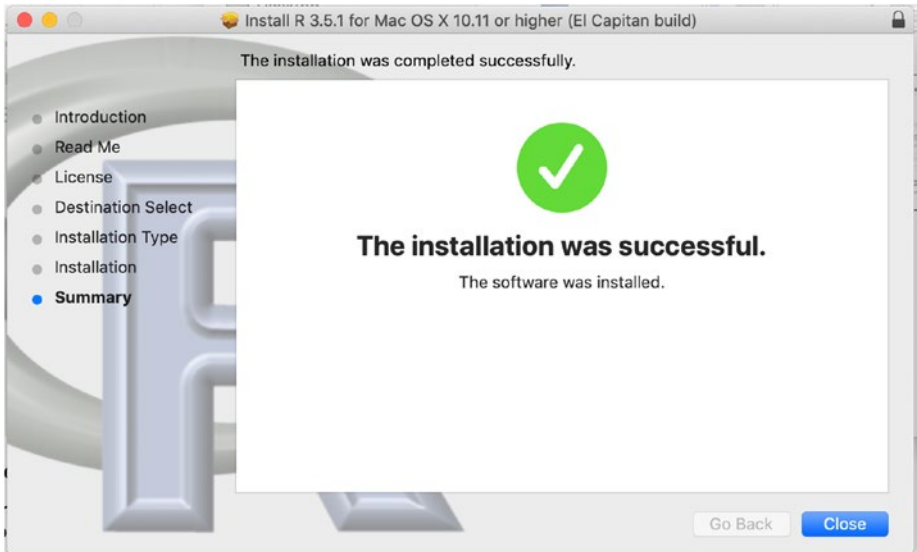 Install R 3.5.1 for Mac OS X 10.11 or higher (El Capitan build)
The installation was completed successfully.
Introduction
Read Me
License
Destination Select
Installation Type
Installation
Summary
The installation was successful.
The software was installed.
Go Back
Close